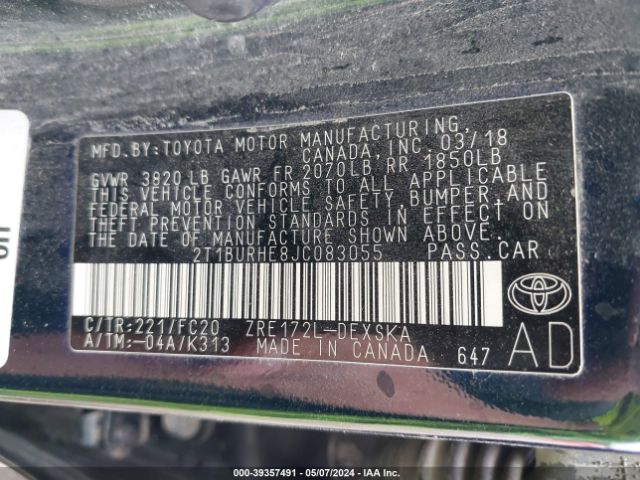 MFD.BY:TOYOTA MOTOR MANUFACTURING,
CANADA,INC. 03/18
GVWR 3820 LB GAWR FR 2070LB RR 1850LB
THIS VEHICLE CONFORMS TO ALL APPLICABLE
FEDERAL MOTOR VEHICLE SAFETY, BUMPER,AND
THEFT PREVENTION STANDARDS IN EFFECT ON
THE DATE OF MANUFACTURE SHOWN ABOVE.
2T1BURHE8JC083055 PASS.CAR
C/TR:221/FC20 ZRE172L-DEXSKA
A/TM:-04A/K313 MADE IN CANADA 647
AD
000-39357491 - 05/07/2024 - IAA Inc.